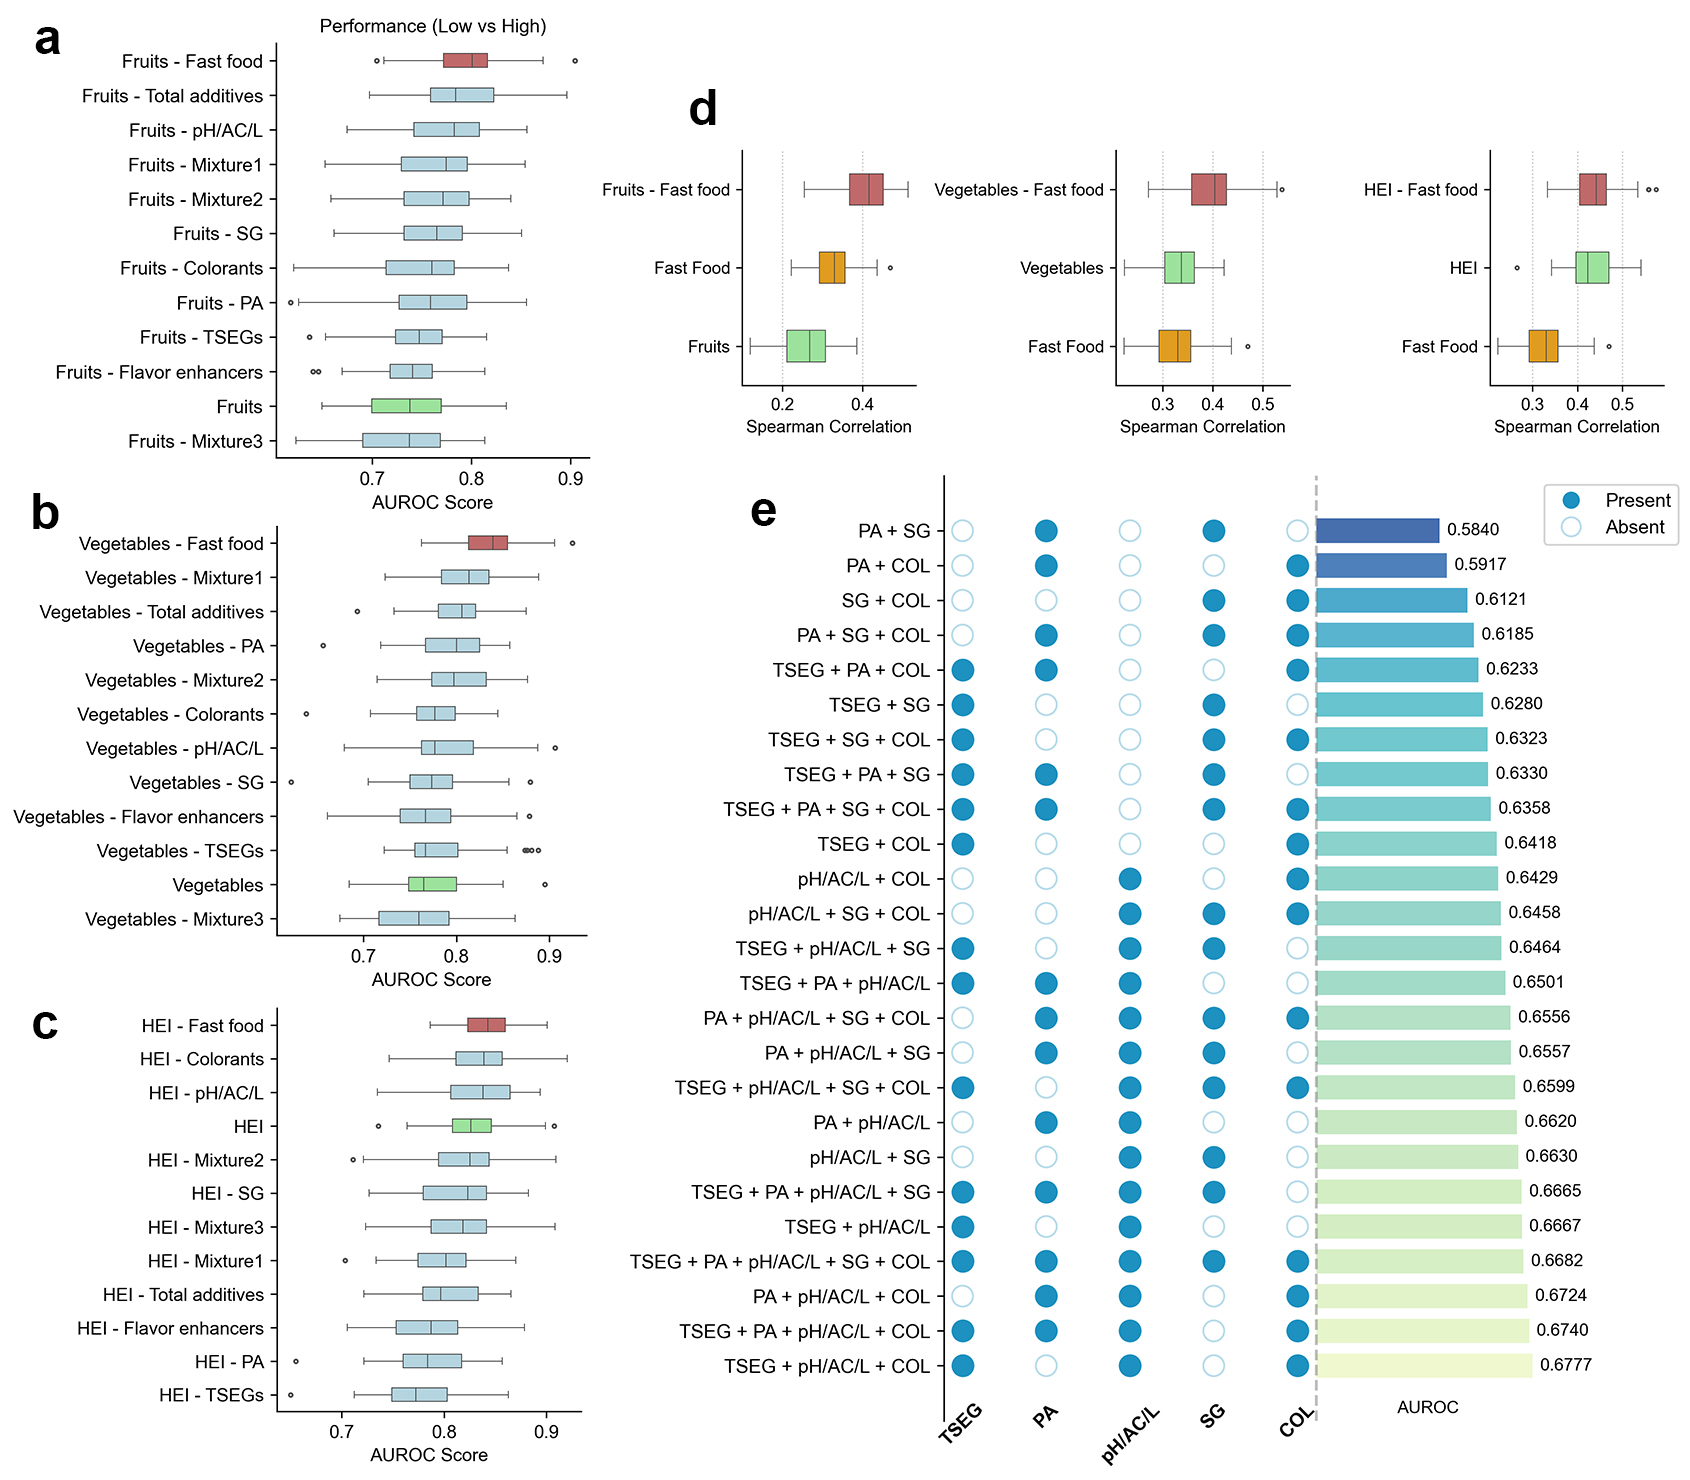 a
Performance (Low vs High)
Fruits - Fast food
Fruits - Total additives
Fruits - pH/AC/L
Fruits - Mixture1
Fruits - Mixture2
Fruits - SG
Fruits - Colorants
Fruits - PA
Fruits - TSEGs
Fruits - Flavor enhancers
Fruits
Fruits - Mixture3
0.7 0.8 0.9
AUROC Score
b
Vegetables - Fast food
Vegetables - Mixture1
Vegetables - Total additives
Vegetables - PA
Vegetables - Mixture2
Vegetables - Colorants
Vegetables - pH/AC/L
Vegetables - SG
Vegetables - Flavor enhancers
Vegetables - TSEGs
Vegetables
Vegetables - Mixture3
0.7 0.8 0.9
AUROC Score
c
HEI - Fast food
HEI - Colorants
HEI - pH/AC/L
HEI
HEI - Mixture2
HEI - SG
HEI - Mixture3
HEI - Mixture1
HEI - Total additives
HEI - Flavor enhancers
HEI - PA
HEI - TSEGs
0.7 0.8 0.9
AUROC Score
d
Fruits - Fast food
Fast Food
Fruits
0.2 0.4
Spearman Correlation
Vegetables - Fast food
Vegetables
Fast Food
0.3 0.4 0.5
Spearman Correlation
HEI - Fast food
HEI
Fast Food
0.3 0.4 0.5
Spearman Correlation
e
Present
Absent
PA + SG 0.5840
PA + COL 0.5917
SG + COL 0.6121
PA + SG + COL 0.6185
TSEG + PA + COL 0.6233
TSEG + SG 0.6280
TSEG + SG + COL 0.6323
TSEG + PA + SG 0.6330
TSEG + PA + SG + COL 0.6358
TSEG + COL 0.6418
pH/AC/L + COL 0.6429
pH/AC/L + SG + COL 0.6458
TSEG + pH/AC/L + SG 0.6464
TSEG + PA + pH/AC/L 0.6501
PA + pH/AC/L + SG + COL 0.6556
PA + pH/AC/L + SG 0.6557
TSEG + pH/AC/L + SG + COL 0.6599
PA + pH/AC/L 0.6620
pH/AC/L + SG 0.6630
TSEG + PA + pH/AC/L + SG 0.6665
TSEG + pH/AC/L 0.6667
TSEG + PA + pH/AC/L + SG + COL 0.6682
PA + pH/AC/L + COL 0.6724
TSEG + PA + pH/AC/L + COL 0.6740
TSEG + pH/AC/L + COL 0.6777
TSEG PA pH/AC/L SG COL AUROC